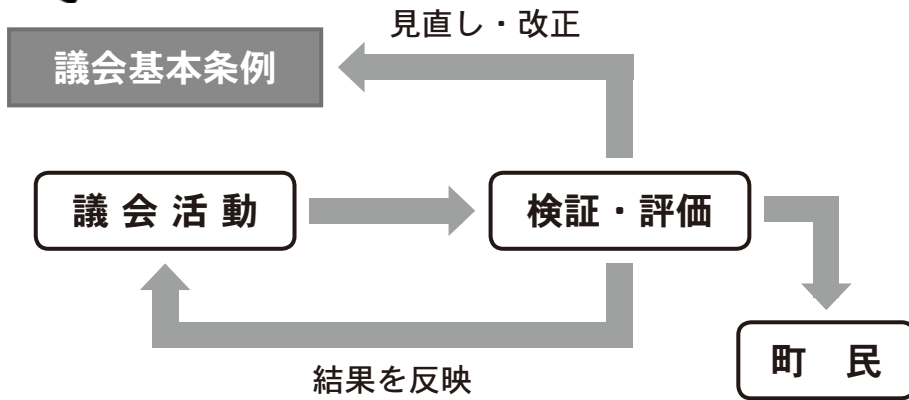 見直し・改正
議会基本条例
議会活動
検証・評価
結果を反映
町民